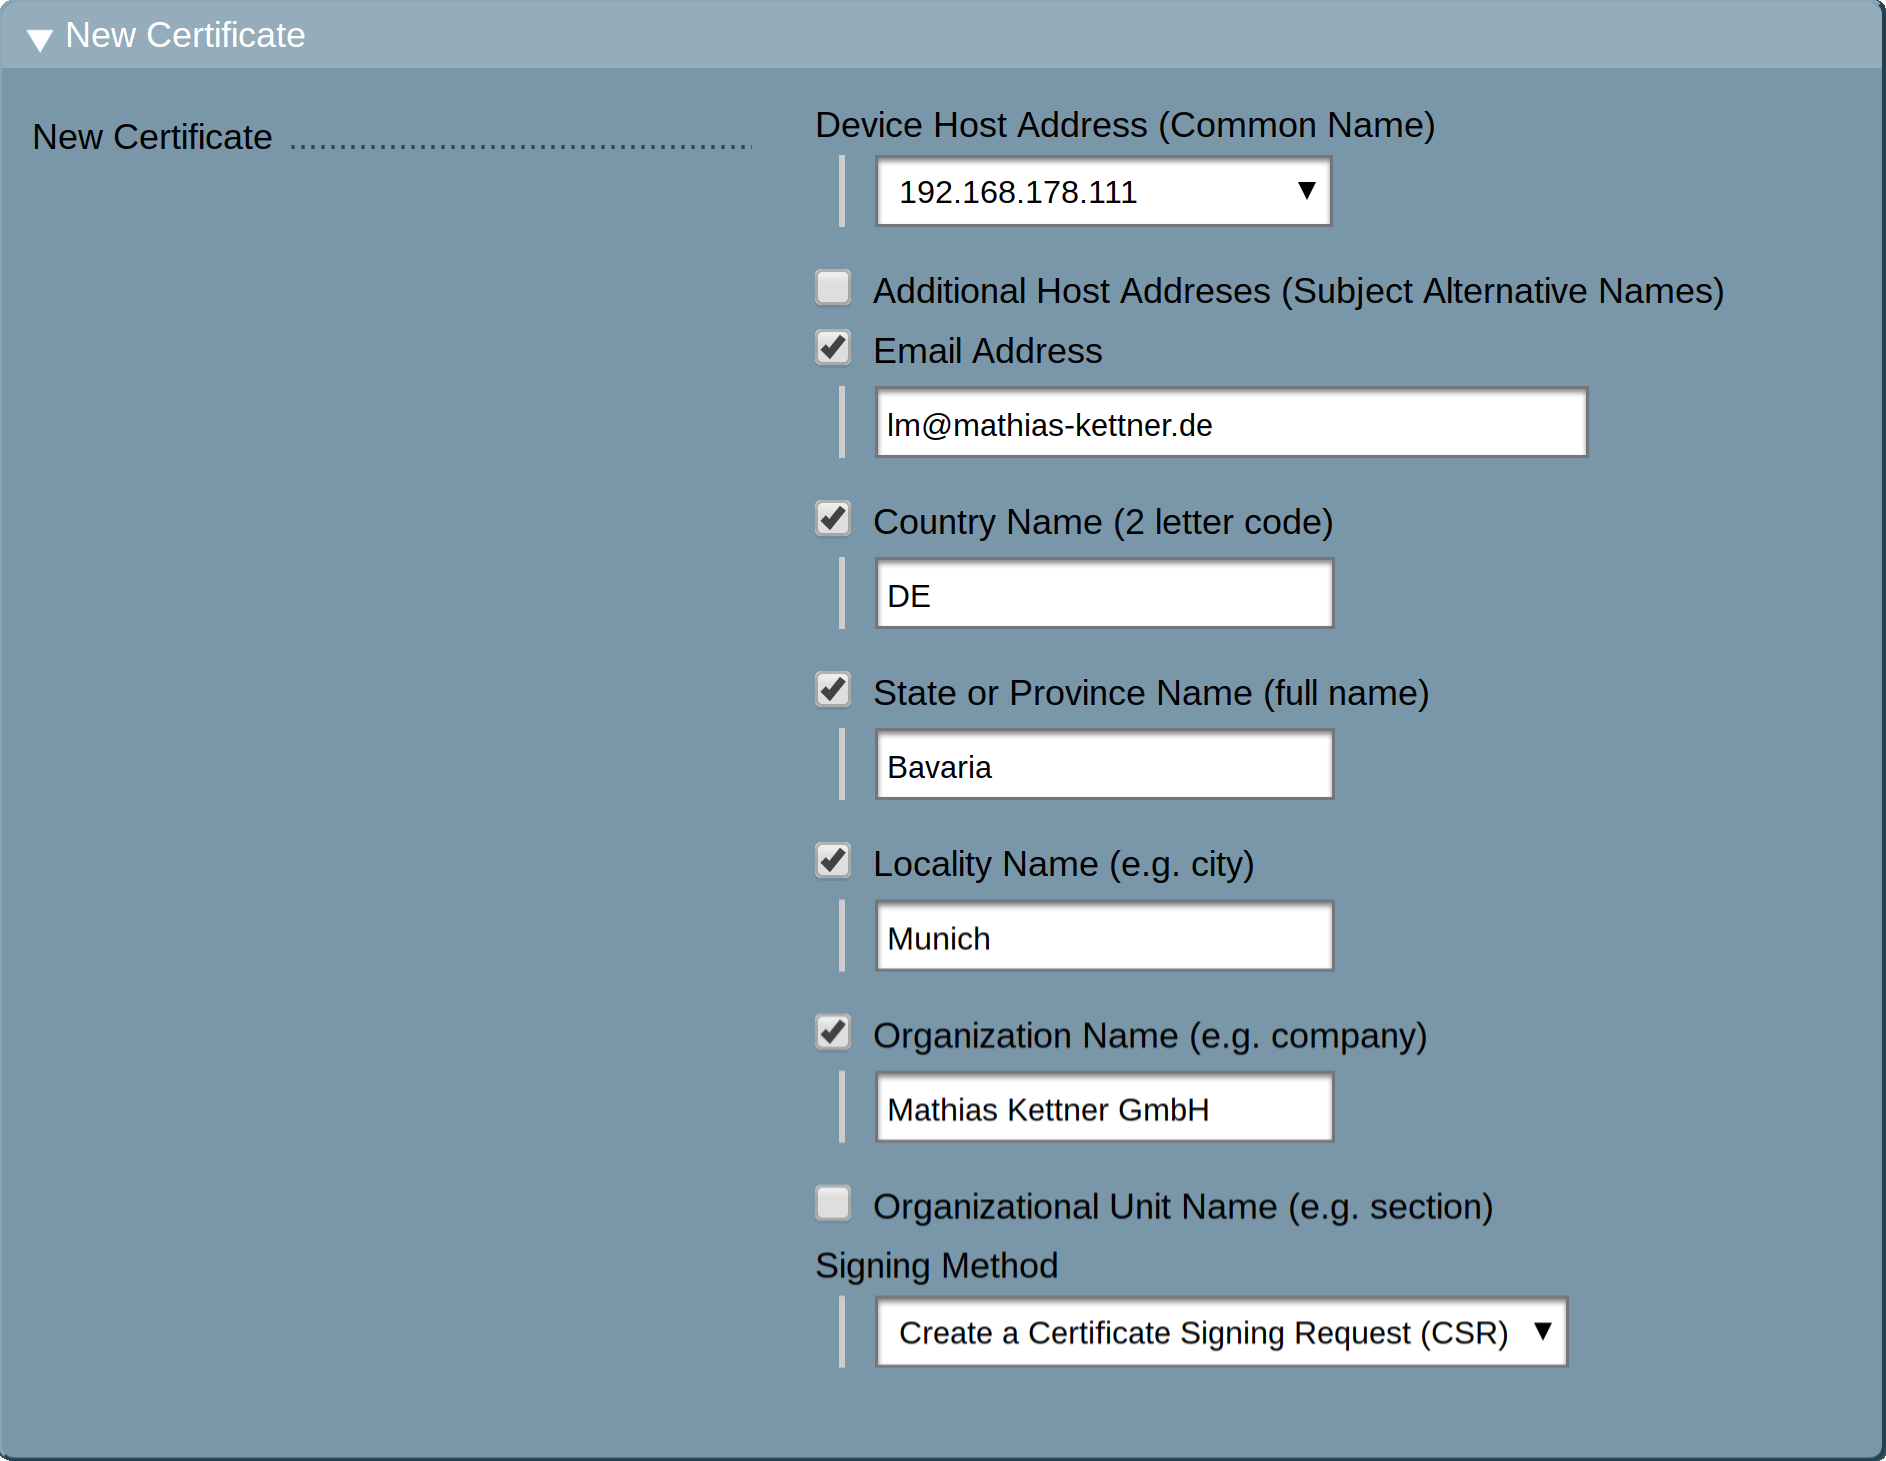 New Certificate
New Certificate
Device Host Address (Common Name)
192.168.178.111
Additional Host Addreses (Subject Alternative Names)
Email Address
lm@mathias-kettner.de
Country Name (2 letter code)
DE
State or Province Name (full name)
Bavaria
Locality Name (e.g. city)
Munich
Organization Name (e.g. company)
Mathias Kettner GmbH
Organizational Unit Name (e.g. section)
Signing Method
Create a Certificate Signing Request (CSR)